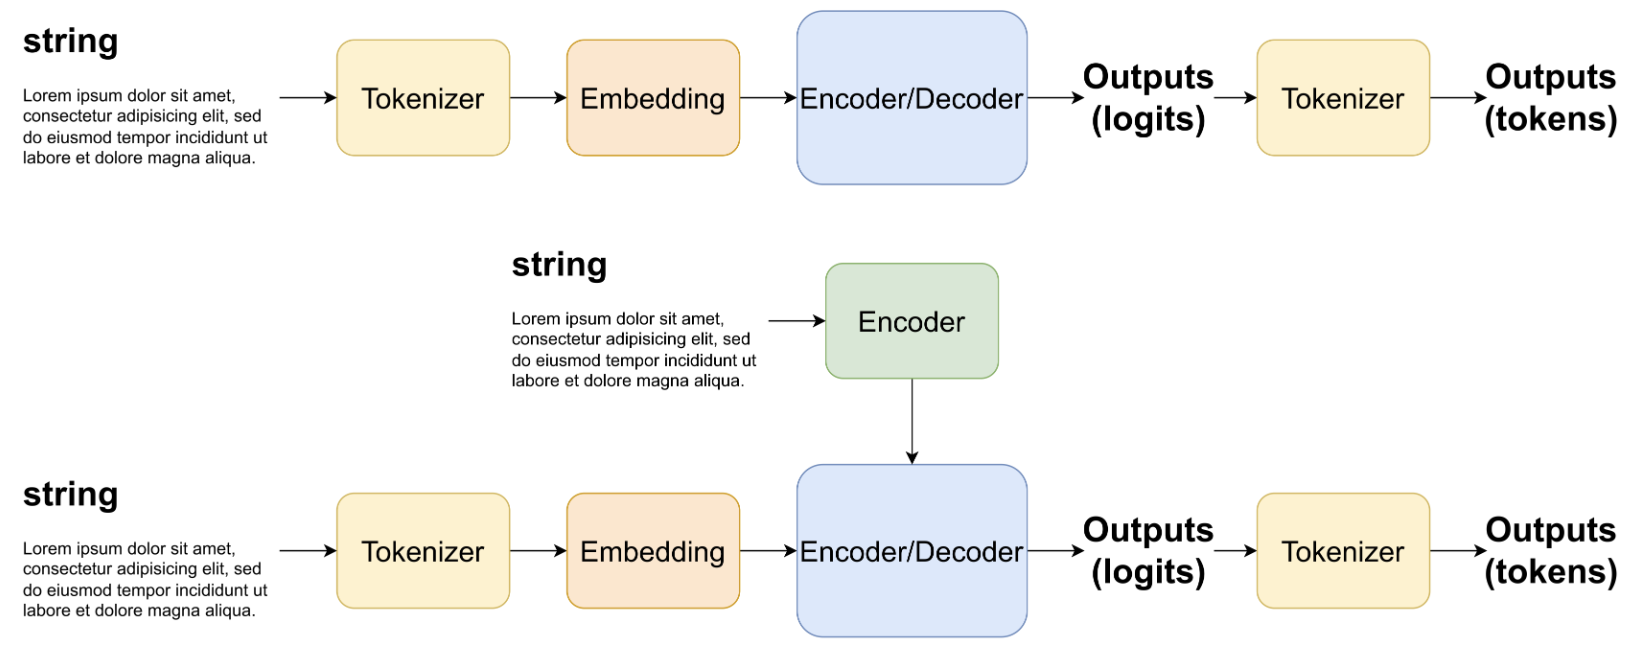 string
Lorem ipsum dolor sit amet,
consectetur adipisicing elit, sed
do eiusmod tempor incididunt ut
labore et dolore magna aliqua.
Tokenizer
Embedding
Encoder/Decoder
Outputs
(logits)
Tokenizer
Outputs
(tokens)
string
Lorem ipsum dolor sit amet,
consectetur adipisicing elit, sed
do eiusmod tempor incididunt ut
labore et dolore magna aliqua.
Encoder
string
Lorem ipsum dolor sit amet,
consectetur adipisicing elit, sed
do eiusmod tempor incididunt ut
labore et dolore magna aliqua.
Tokenizer
Embedding
Encoder/Decoder
Outputs
(logits)
Tokenizer
Outputs
(tokens)